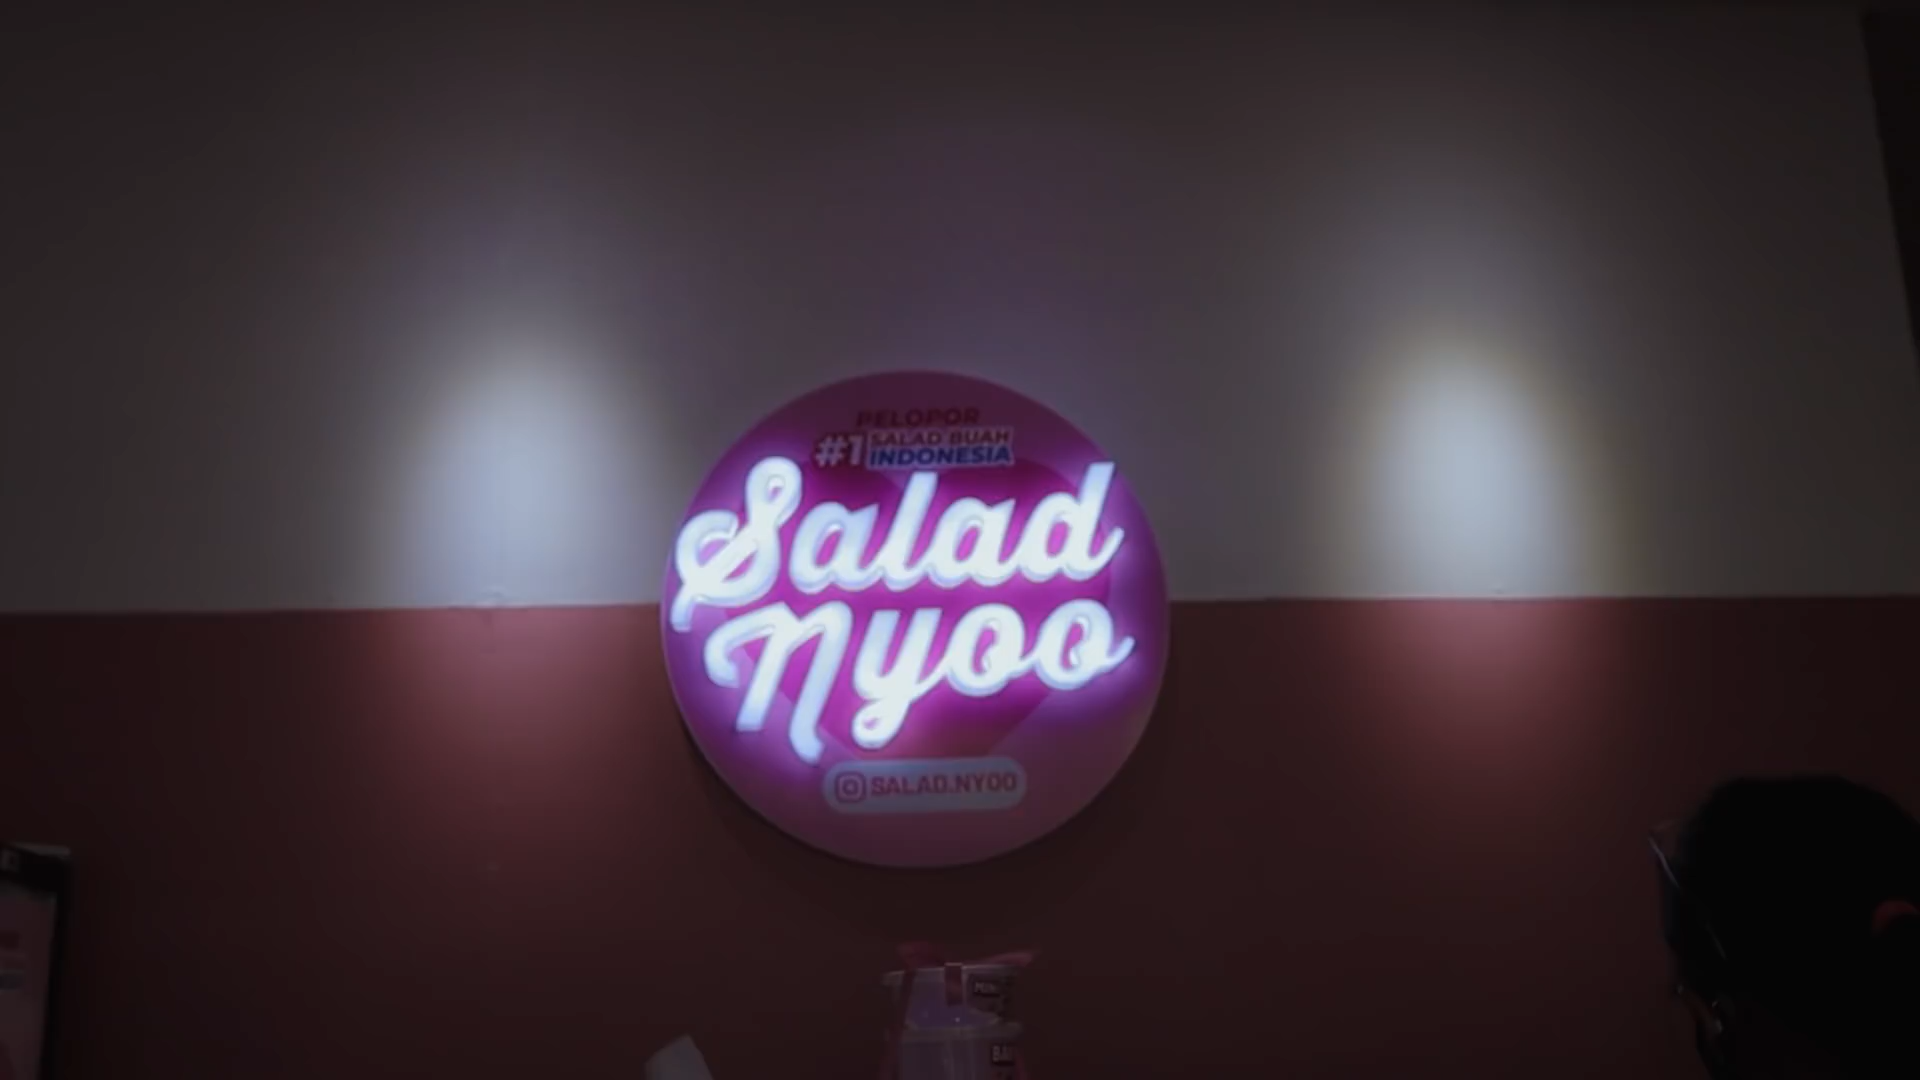 PELOPOR
#1 SALAD BUAH
INDONESIA
Salad
Nyoo
SALAD.NYOO